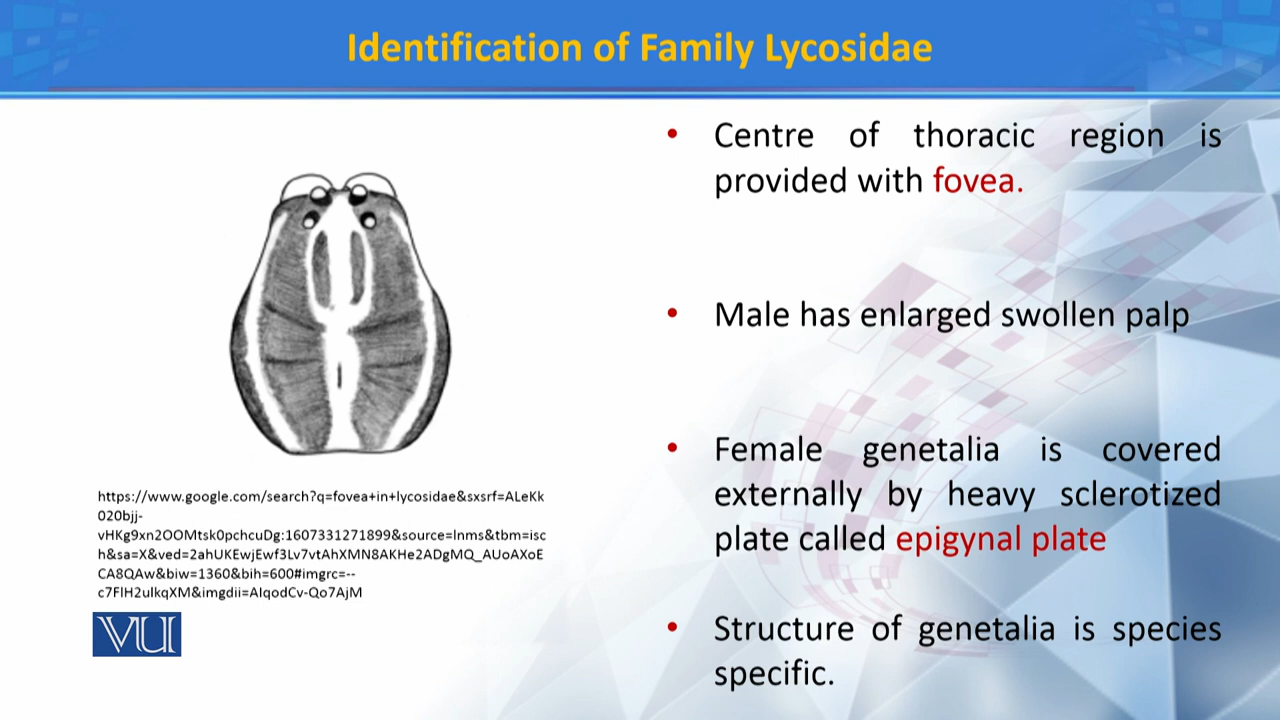 Identification of Family Lycosidae
• Centre of thoracic region is
provided with fovea.
• Male has enlarged swollen palp
• Female genetalia is covered
externally by heavy sclerotized
plate called epigynal plate
• Structure of genetalia is species
specific.
https://www.google.com/search?q=fovea+in+lycosidae&sxsrf=ALeKk
020bjj-
vHKg9xn2OOMtsk0pchcuDg:1607331271899&source=lnms&tbm=isc
h&sa=X&ved=2ahUKEwjEwf3Lv7vtAhXMN8AKHe2ADgMQ_AUoAXoE
CA8QAw&biw=1360&bih=600#imgrc=--
c7FlH2ulkqXM&imgdii=AIqodCv-Qo7AjM
VU